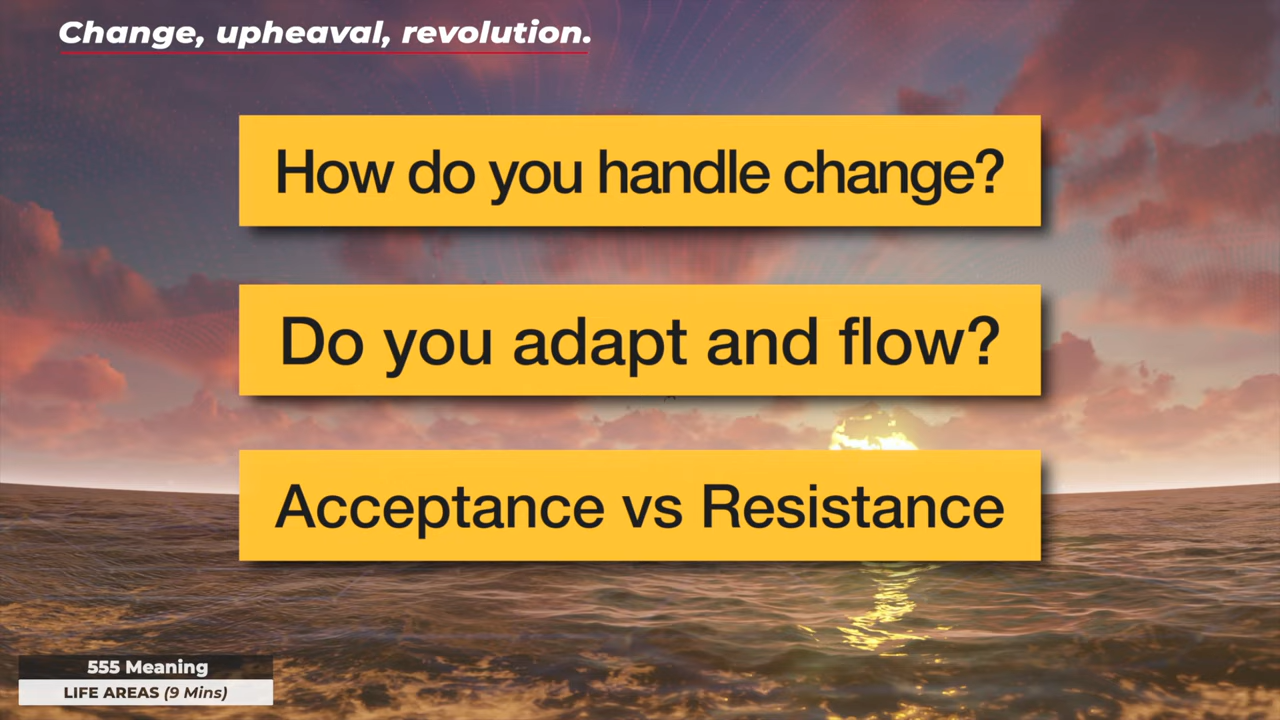 Change, upheaval, revolution.
How do you handle change?
Do you adapt and flow?
Acceptance vs Resistance
555 Meaning
LIFE AREAS (9 Mins)